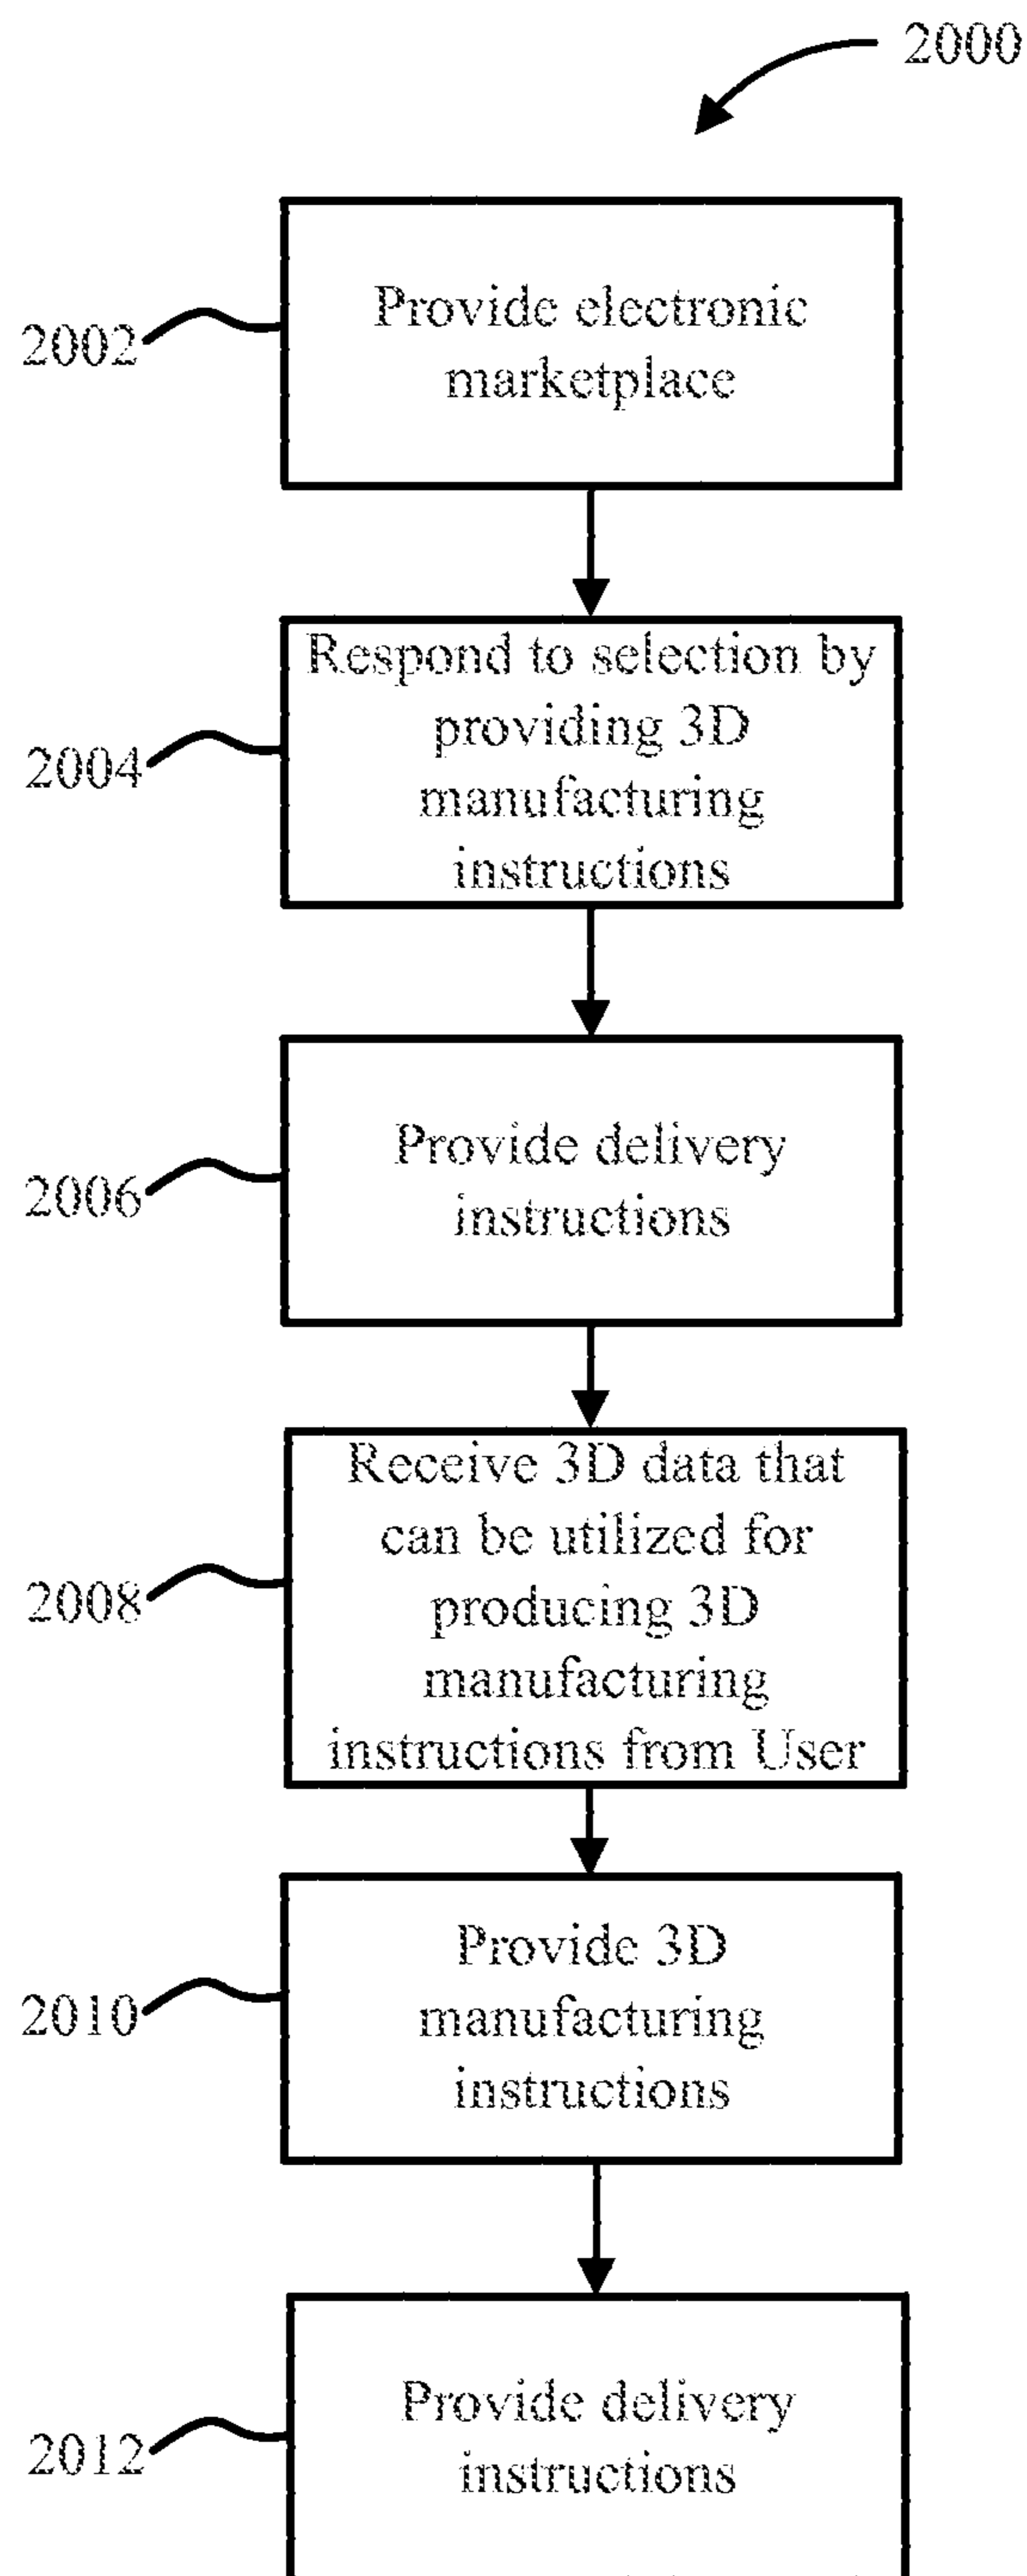 2000
Provide electronic
marketplace
2002
Respond to selection by
providing 3D
manufacturing
instructions
2004
Provide delivery
instructions
2006
Receive 3D data that
can be utilized for
producing 3D
manufacturing
instructions from User
2008
Provide 3D
manufacturing
instructions
2010
Provide delivery
instructions
2012